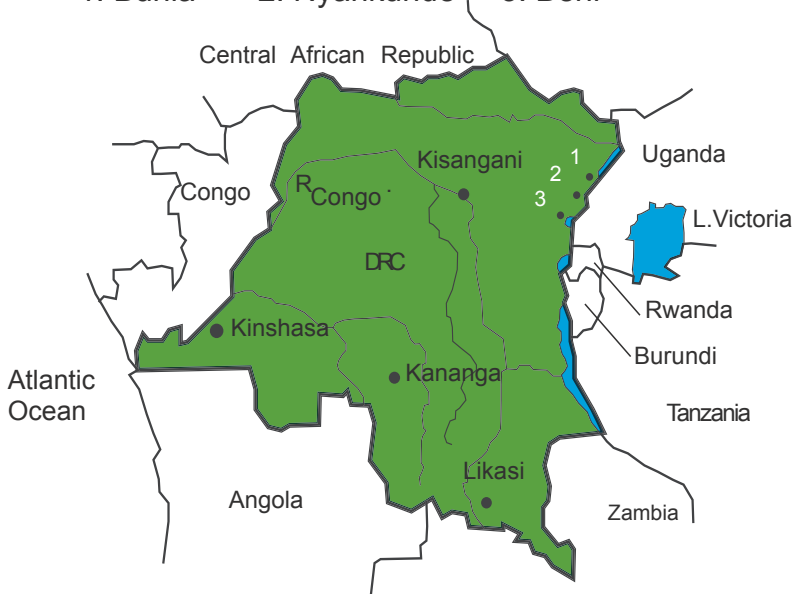 Central African Republic
Kisangani
1
Uganda
2
R Congo
Congo
3
L.Victoria
DRC
Rwanda
Kinshasa
Burundi
Kananga
Atlantic
Ocean
Tanzania
Likasi
Angola
Zambia